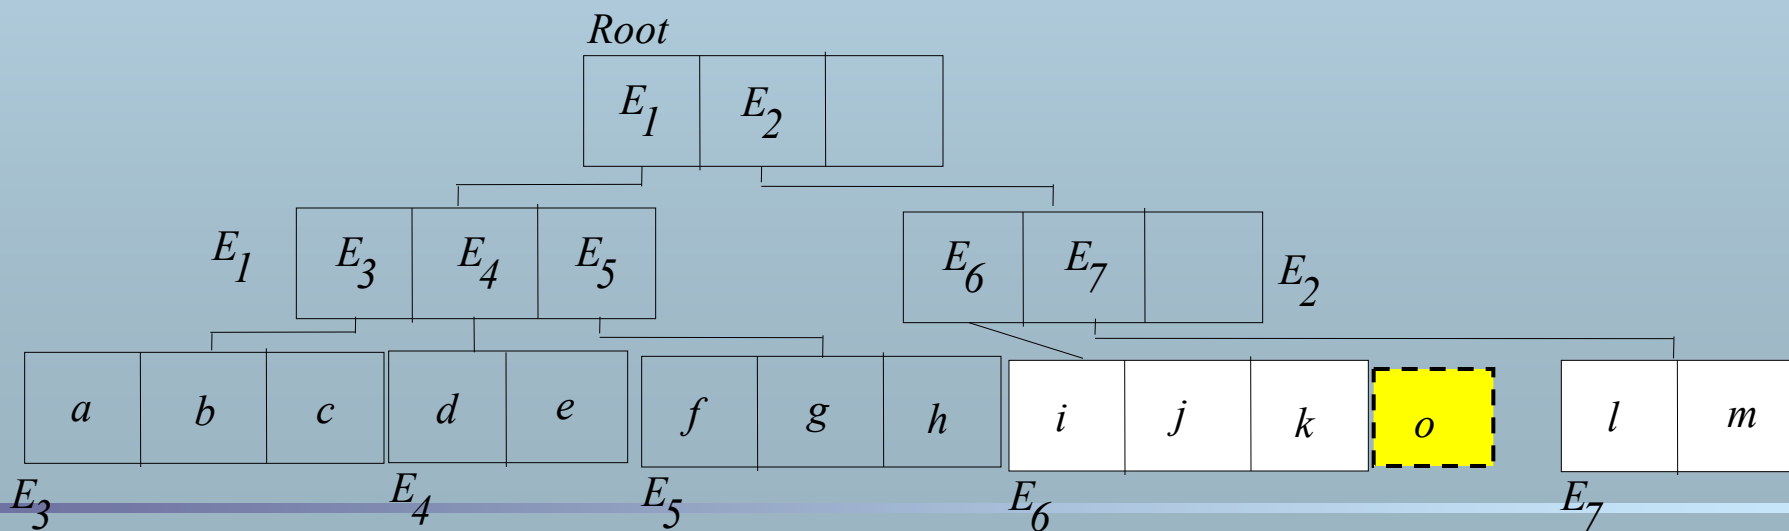 Root
E1 E2
E1 E3 E4 E5 E6 E7 E2
a b c d e f g h i j k o l m
E3 E4 E5 E6 E7